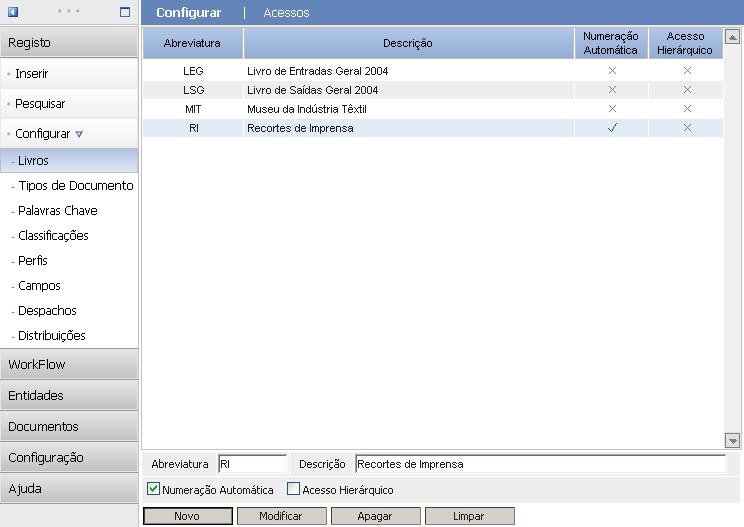 Configurar | Acessos
Registo
Inserir
Pesquisar
Configurar
- Livros
- Tipos de Documento
- Palavras Chave
- Classificações
- Perfis
- Campos
- Despachos
- Distribuições
WorkFlow
Entidades
Documentos
Configuração
Ajuda
Abreviatura Descrição Numeração Automática Acesso Hierárquico
LEG Livro de Entradas Geral 2004
LSG Livro de Saídas Geral 2004
MIT Museu da Indústria Têxtil
RI Recortes de Imprensa
Abreviatura RI Descrição Recortes de Imprensa
Numeração Automática Acesso Hierárquico
Novo Modificar Apagar Limpar